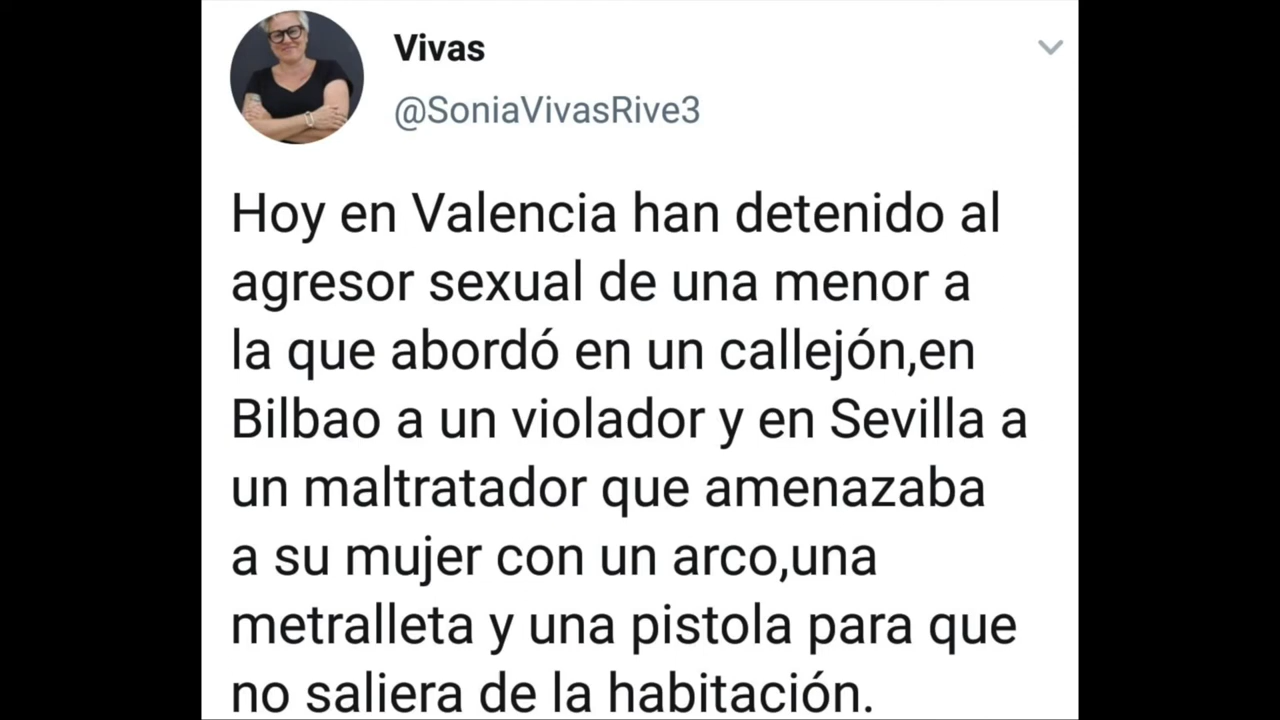 Vivas
@SoniaVivasRive3
Hoy en Valencia han detenido al
agresor sexual de una menor a
la que abordó en un callejón,en
Bilbao a un violador y en Sevilla a
un maltratador que amenazaba
a su mujer con un arco,una
metralleta y una pistola para que
no saliera de la habitación.